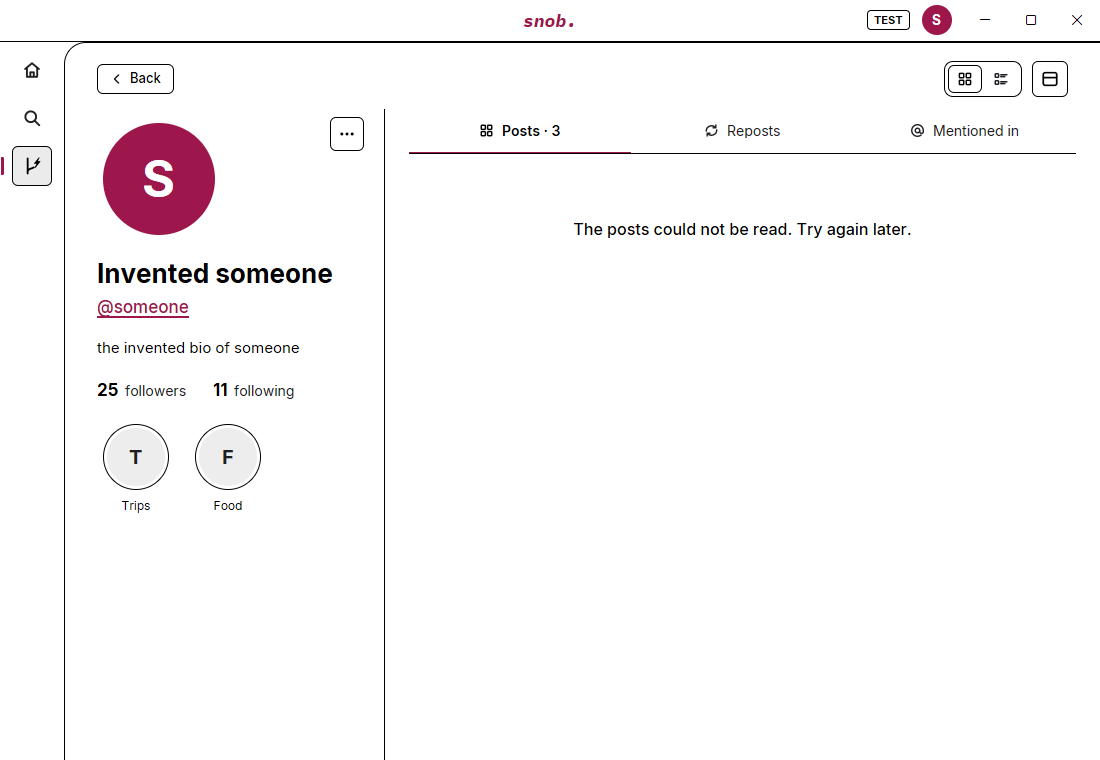 snob.
TEST
S
Back
S
Posts · 3
Reposts
Mentioned in
The posts could not be read. Try again later.
Invented someone
@someone
the invented bio of someone
25 followers 11 following
T F
Trips Food